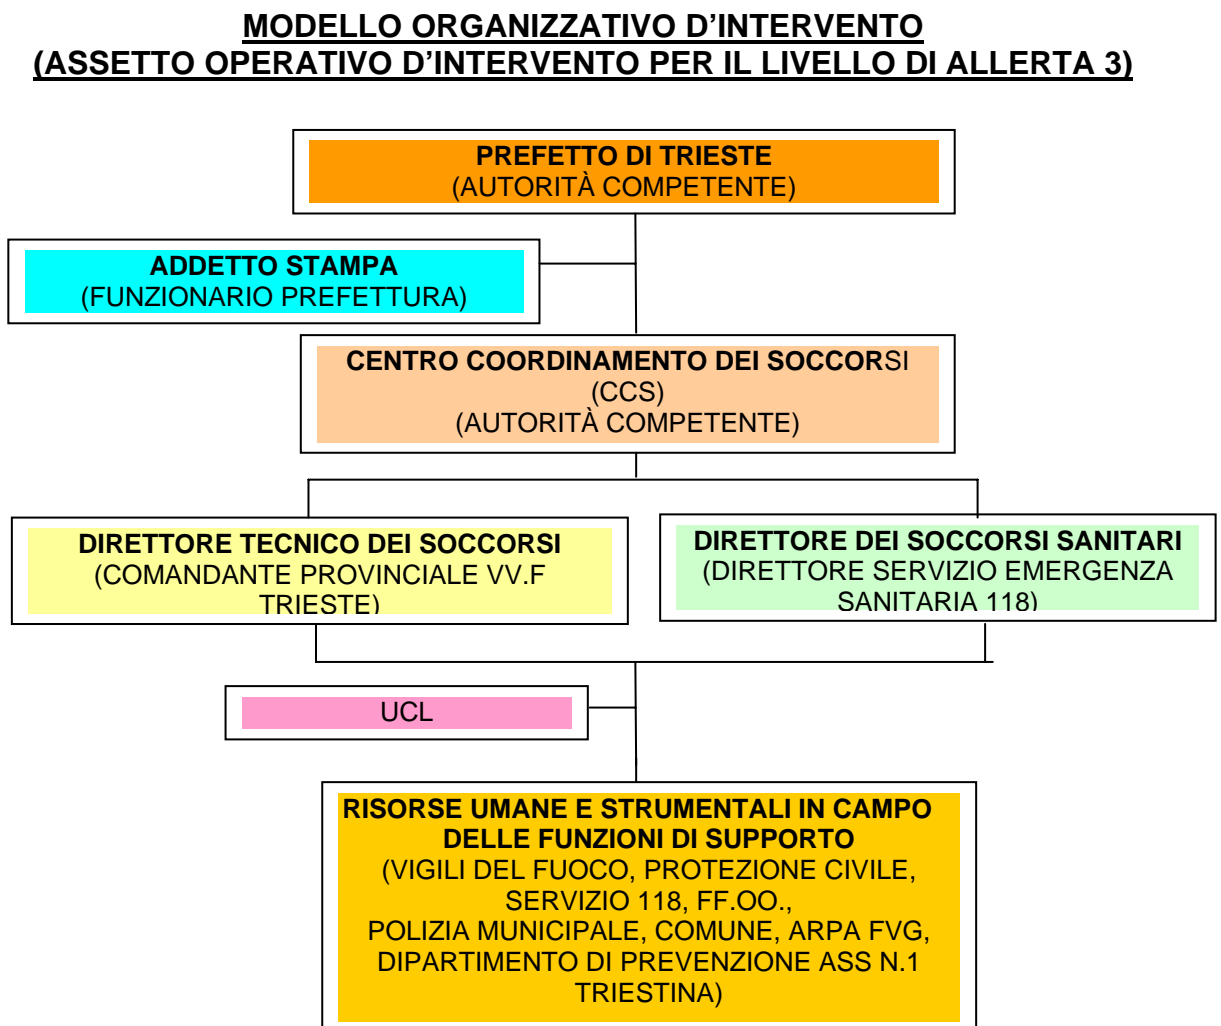 MODELLO ORGANIZZATIVO D’INTERVENTO
(ASSETTO OPERATIVO D’INTERVENTO PER IL LIVELLO DI ALLERTA 3)
PREFETTO DI TRIESTE
(AUTORITÀ COMPETENTE)
ADDETTO STAMPA
(FUNZIONARIO PREFETTURA)
CENTRO COORDINAMENTO DEI SOCCORSI
(CCS)
(AUTORITÀ COMPETENTE)
DIRETTORE TECNICO DEI SOCCORSI
(COMANDANTE PROVINCIALE VV.F
TRIESTE)
DIRETTORE DEI SOCCORSI SANITARI
(DIRETTORE SERVIZIO EMERGENZA
SANITARIA 118)
UCL
RISORSE UMANE E STRUMENTALI IN CAMPO
DELLE FUNZIONI DI SUPPORTO
(VIGILI DEL FUOCO, PROTEZIONE CIVILE,
SERVIZIO 118, FF.OO.,
POLIZIA MUNICIPALE, COMUNE, ARPA FVG,
DIPARTIMENTO DI PREVENZIONE ASS N.1
TRIESTINA)